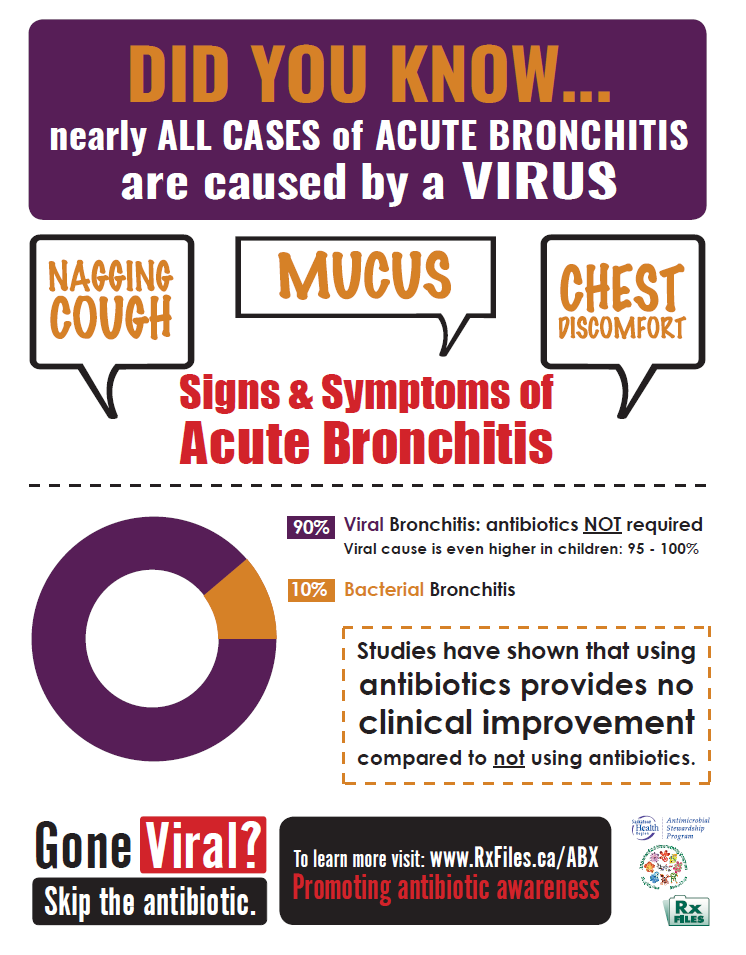 DID YOU KNOW...
nearly ALL CASES of ACUTE BRONCHITIS
are caused by a VIRUS
NAGGING
COUGH
MUCUS
CHEST
DISCOMFORT
Signs & Symptoms of
Acute Bronchitis
90% Viral Bronchitis: antibiotics NOT required
Viral cause is even higher in children: 95 - 100%
10% Bacterial Bronchitis
Studies have shown that using
antibiotics provides no
clinical improvement
compared to not using antibiotics.
Gone Viral?
Skip the antibiotic.
To learn more visit: www.RxFiles.ca/ABX
Promoting antibiotic awareness
Saskatoon
Health
Region
Antimicrobial
Stewardship
Program
Rx
FILES